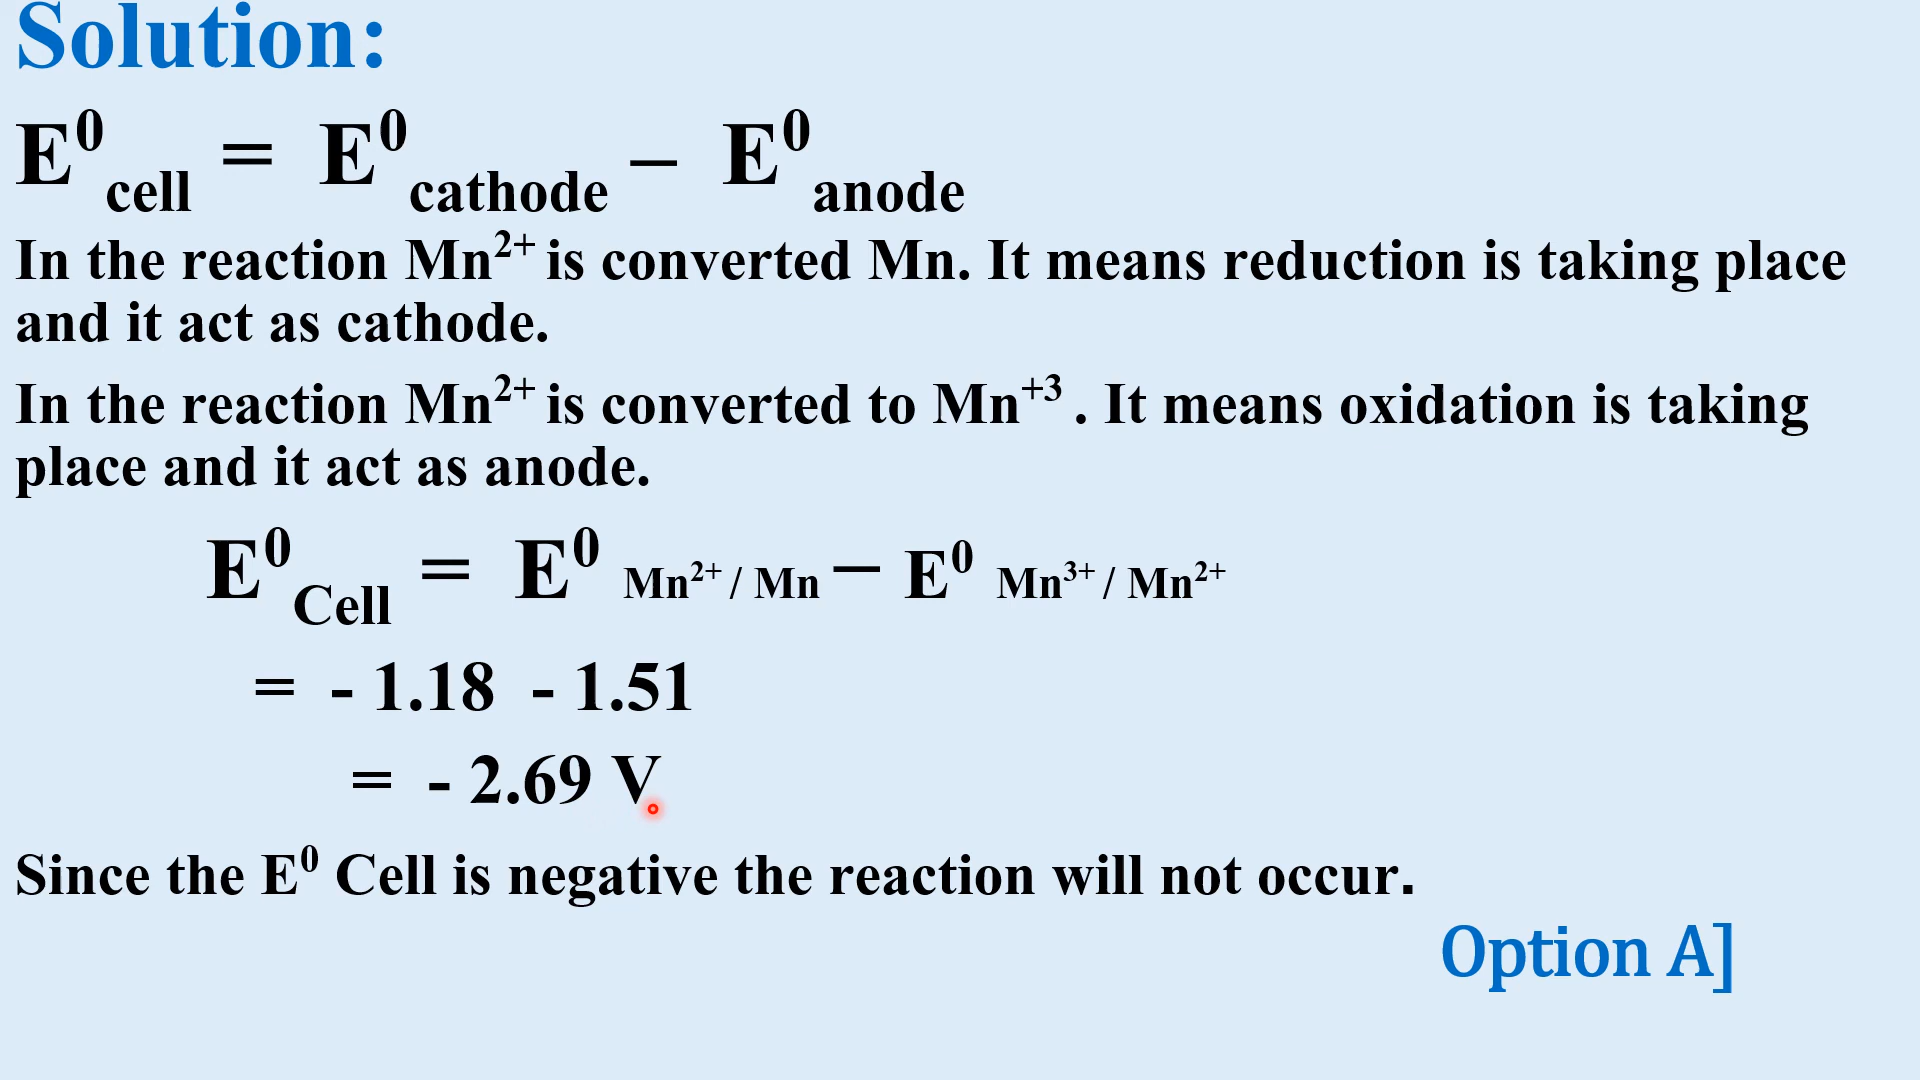 Solution:
E⁰cell = E⁰cathode – E⁰anode
In the reaction Mn²⁺ is converted Mn. It means reduction is taking place
and it act as cathode.
In the reaction Mn²⁺ is converted to Mn⁺³ . It means oxidation is taking
place and it act as anode.
E⁰Cell = E⁰ Mn²⁺ / Mn – E⁰ Mn³⁺ / Mn²⁺
= - 1.18 - 1.51
= - 2.69 V
Since the E⁰ Cell is negative the reaction will not occur.
Option A]